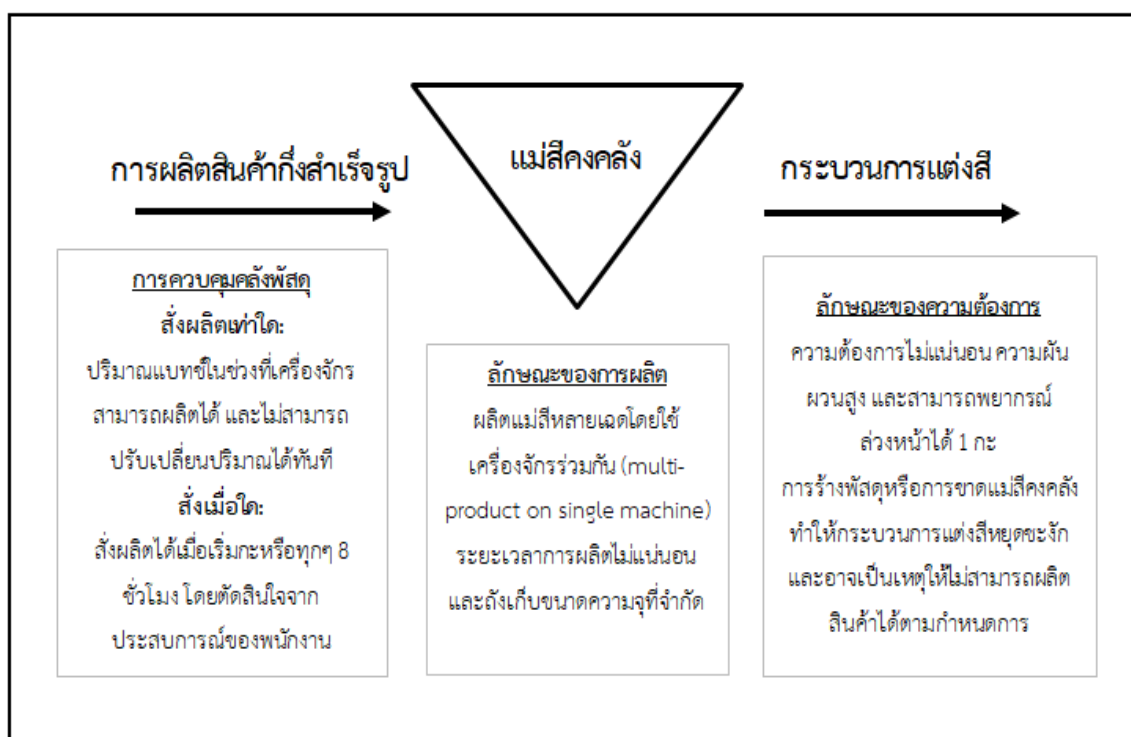 การผลิตสินค้ากึ่งสำเร็จรูป
แม่สีคงคลัง
กระบวนการแต่งสี
การควบคุมคลังพัสดุ
สั่งผลิตเท่าใด:
ปริมาณแบทช์ในช่วงที่เครื่องจักร
สามารถผลิตได้ และไม่สามารถ
ปรับเปลี่ยนปริมาณได้ทันที
สั่งเมื่อใด:
สั่งผลิตได้เมื่อเริ่มกะหรือทุกๆ 8
ชั่วโมง โดยตัดสินใจจาก
ประสบการณ์ของพนักงาน
ลักษณะของการผลิต
ผลิตแม่สีหลายเฉดโดยใช้
เครื่องจักรร่วมกัน (multi-
product on single machine)
ระยะเวลาการผลิตไม่แน่นอน
และถังเก็บขนาดความจุที่จำกัด
ลักษณะของความต้องการ
ความต้องการไม่แน่นอน ความผัน
ผวนสูง และสามารถพยากรณ์
ล่วงหน้าได้ 1 กะ
การร้างพัสดุหรือการขาดแม่สีคงคลัง
ทำให้กระบวนการแต่งสีหยุดชะงัก
และอาจเป็นเหตุให้ไม่สามารถผลิต
สินค้าได้ตามกำหนดการ